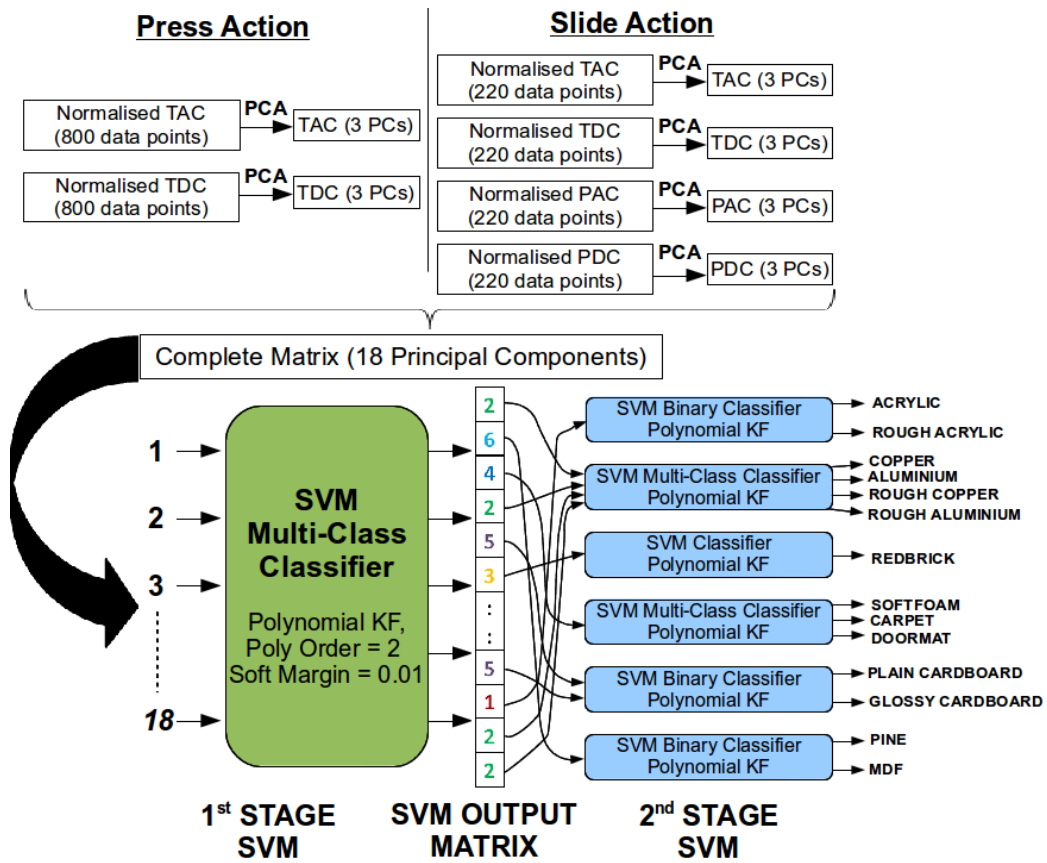 Press Action
Normalised TAC
(800 data points)
PCA
TAC (3 PCs)
Normalised TDC
(800 data points)
PCA
TDC (3 PCs)
Slide Action
Normalised TAC
(220 data points)
PCA
TAC (3 PCs)
Normalised TDC
(220 data points)
PCA
TDC (3 PCs)
Normalised PAC
(220 data points)
PCA
PAC (3 PCs)
Normalised PDC
(220 data points)
PCA
PDC (3 PCs)
Complete Matrix (18 Principal Components)
1
2
3
18
SVM
Multi-Class
Classifier
Polynomial KF,
Poly Order = 2
Soft Margin = 0.01
2
6
4
2
5
3
:
:
5
1
2
2
SVM Binary Classifier
Polynomial KF
ACRYLIC
ROUGH ACRYLIC
SVM Multi-Class Classifier
Polynomial KF
COPPER
ALUMINIUM
ROUGH COPPER
ROUGH ALUMINIUM
SVM Classifier
Polynomial KF
REDBRICK
SVM Multi-Class Classifier
Polynomial KF
SOFTFOAM
CARPET
DOORMAT
SVM Binary Classifier
Polynomial KF
PLAIN CARDBOARD
GLOSSY CARDBOARD
SVM Binary Classifier
Polynomial KF
PINE
MDF
1st STAGE
SVM
SVM OUTPUT
MATRIX
2nd STAGE
SVM